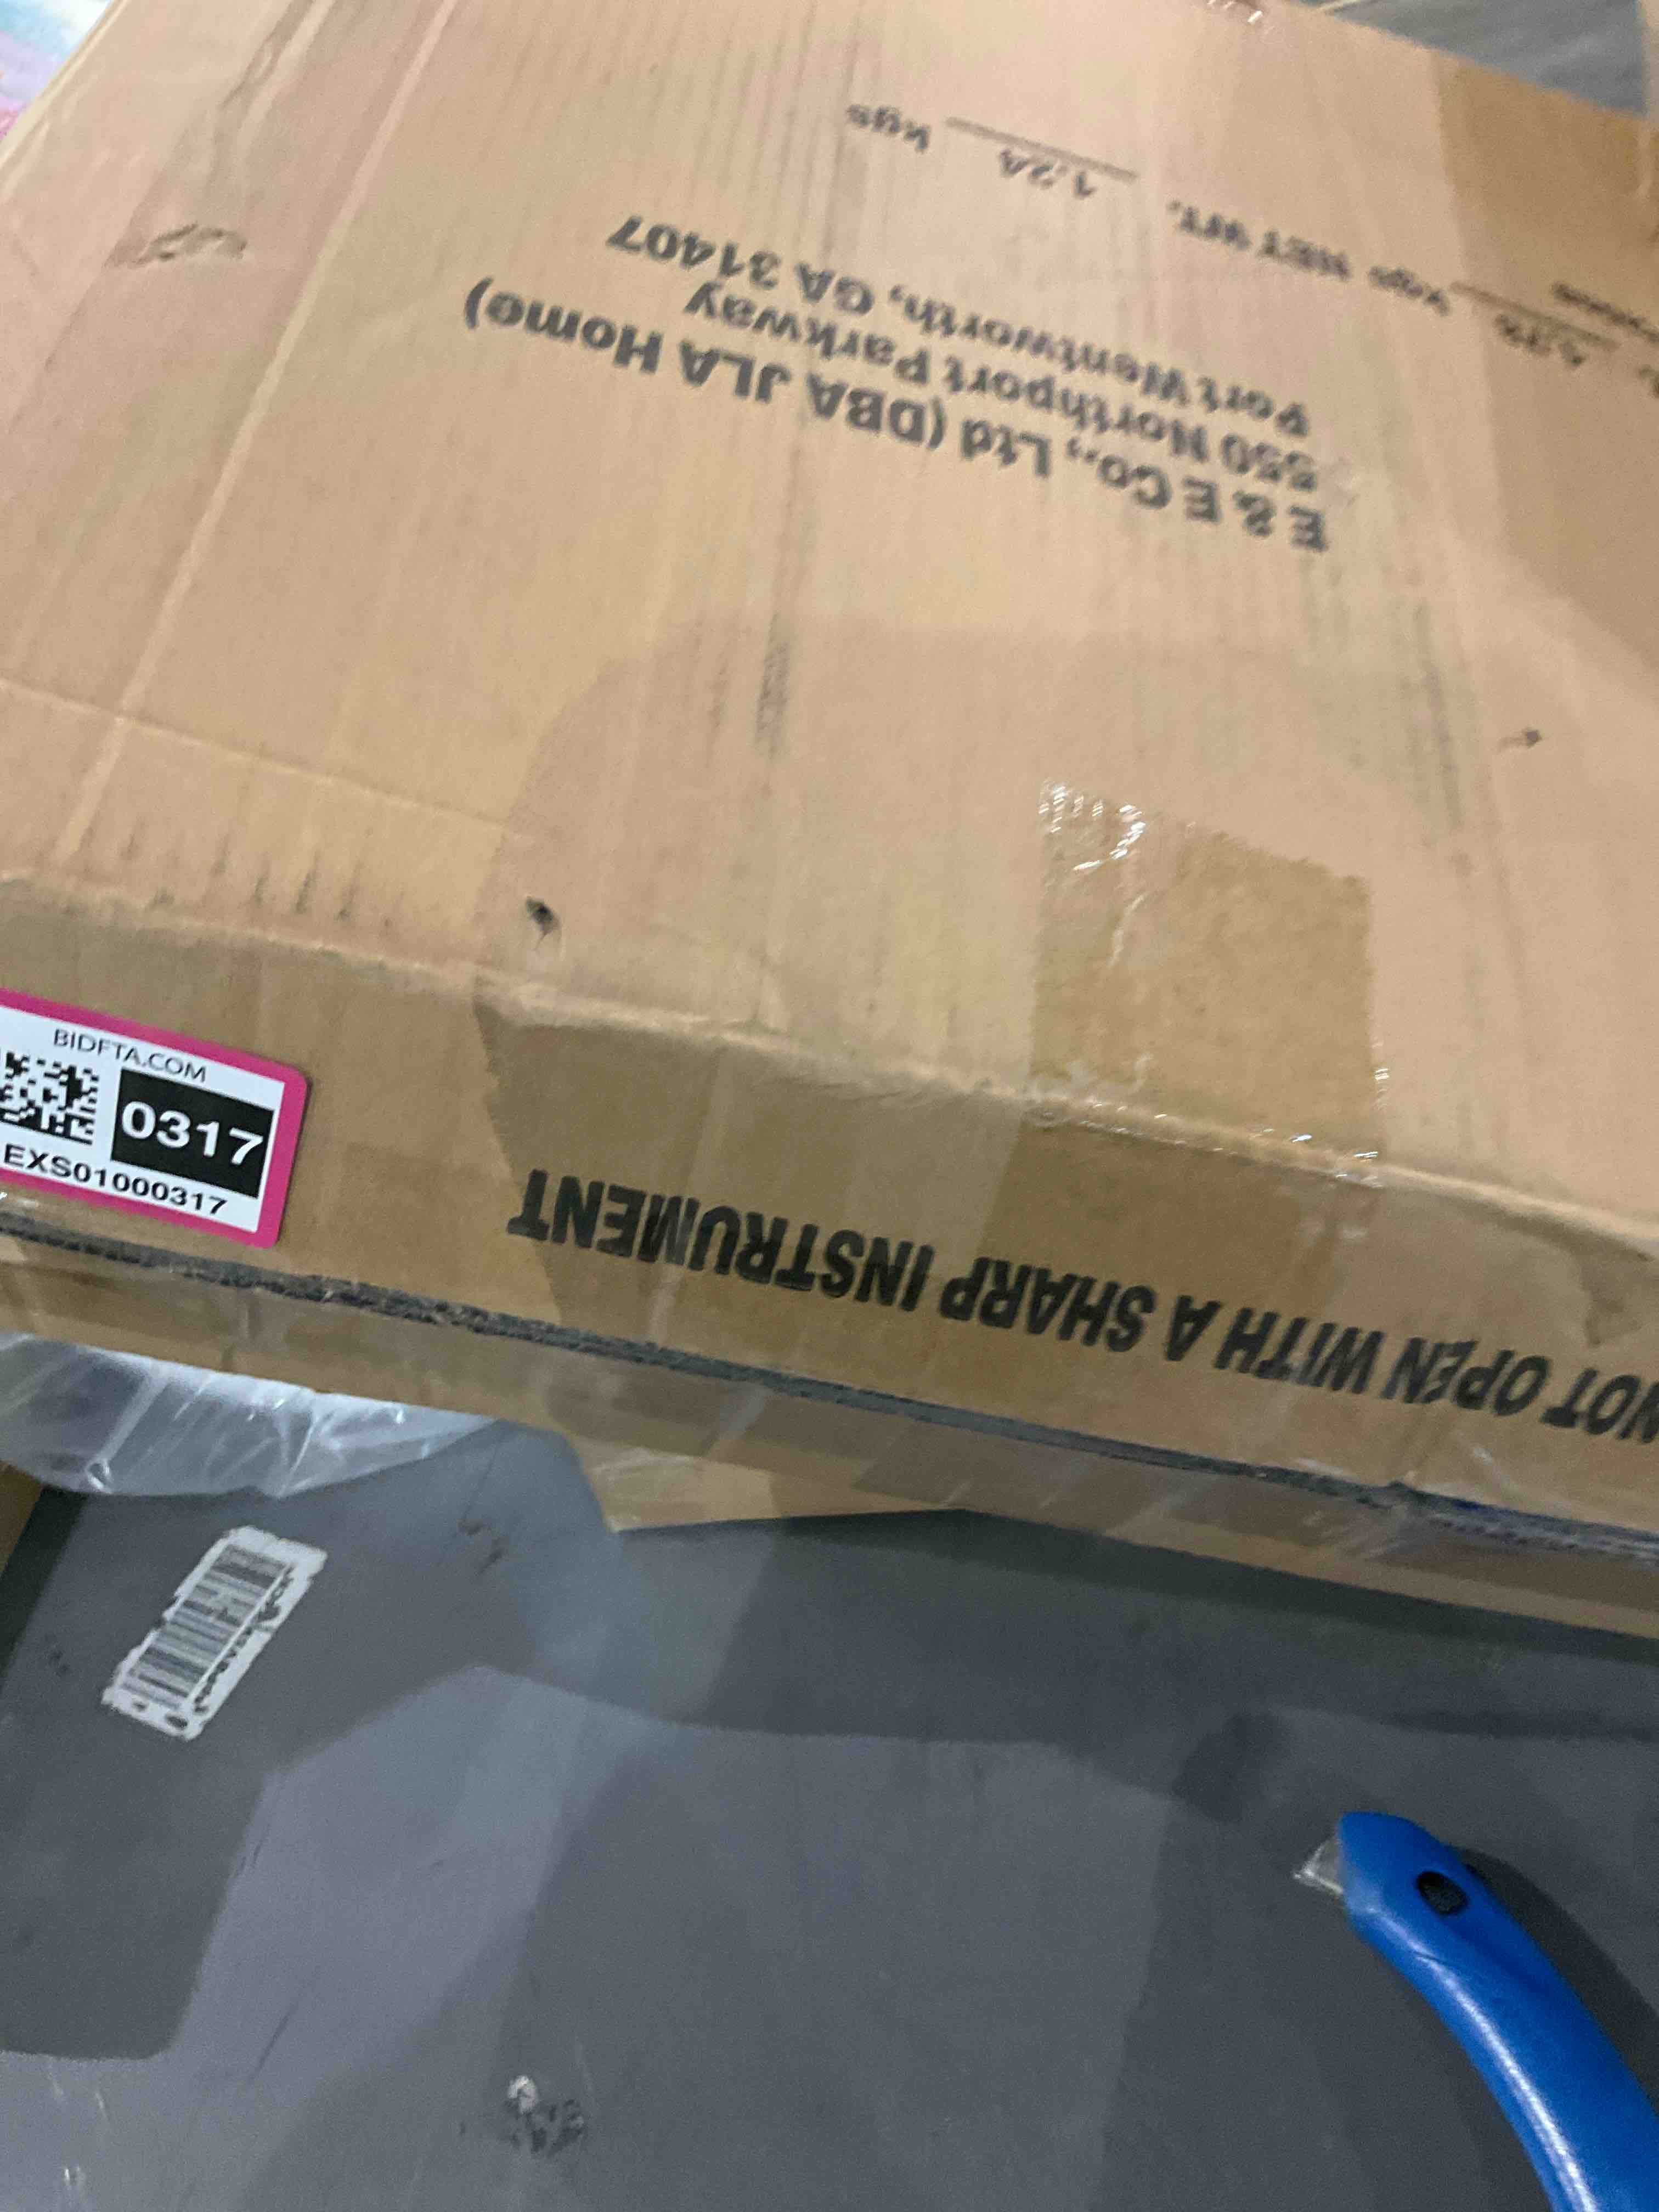 E & E Co., Ltd (DBA JLA Home)
550 Northport Parkway
Port Wentworth, GA 31407
kgs NET WT. 1.24 kgs
NOT OPEN WITH A SHARP INSTRUMENT
BIDFTA.COM
0317
EXS01000317